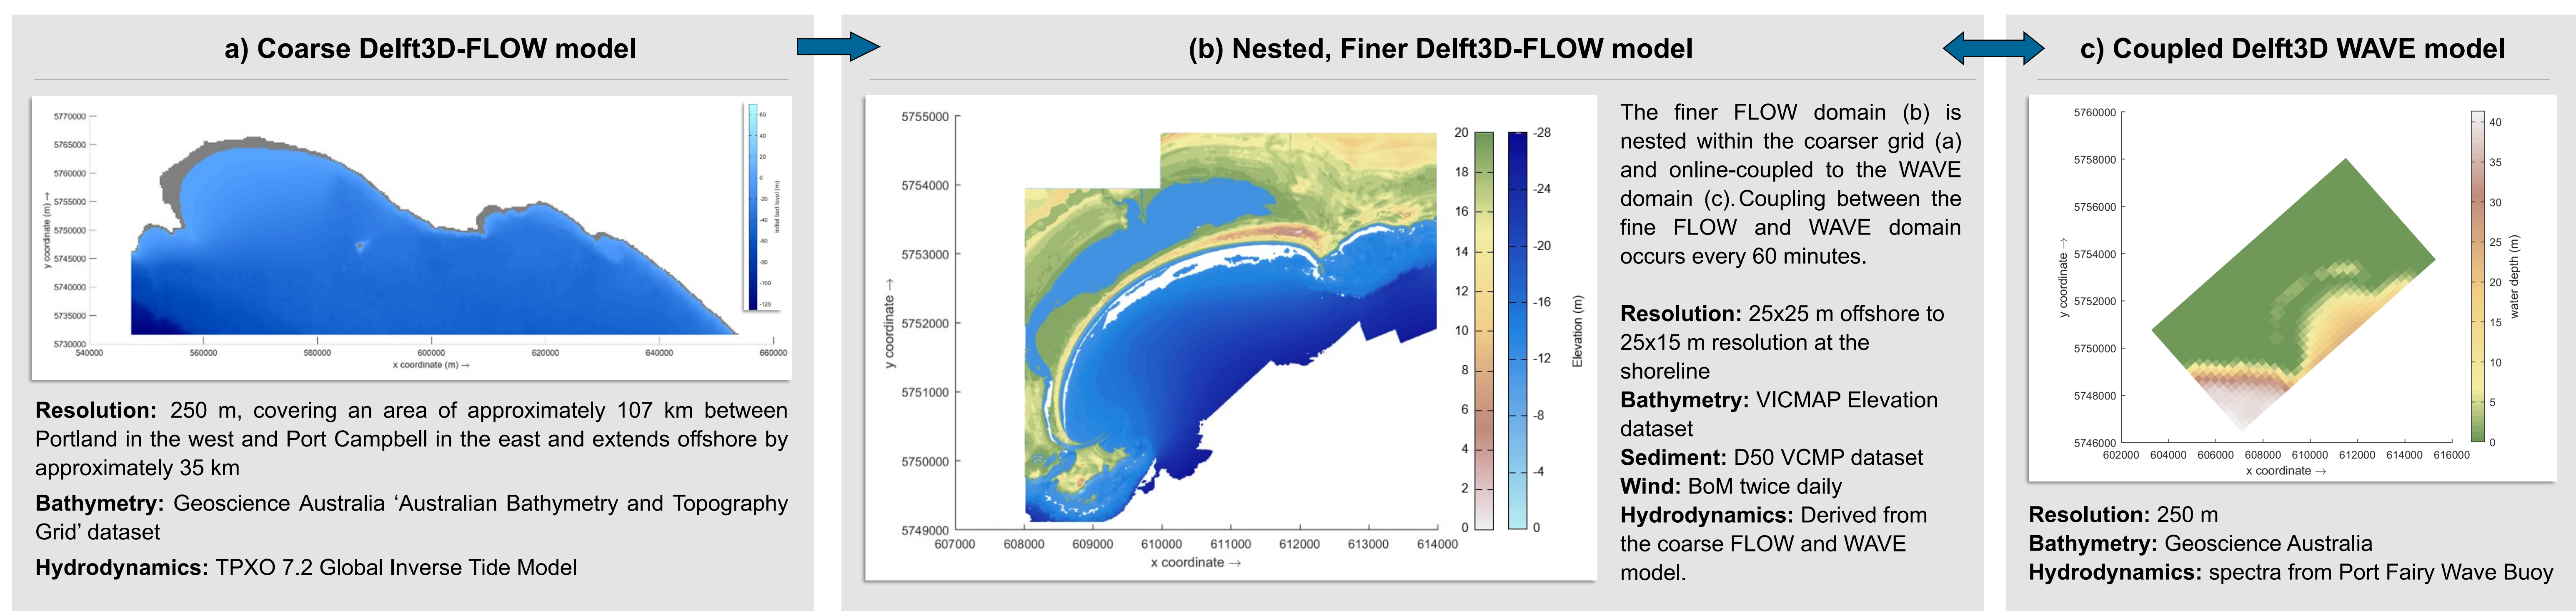 a) Coarse Delft3D-FLOW model
5770000
5765000
5760000
5755000
5750000
5745000
5740000
5735000
5730000
y coordinate (m) →
540000 560000 580000 600000 620000 640000 660000
x coordinate (m) →
60
40
20
0
-20
-40
-60
-80
-100
-120
initial bed level (m)
Resolution: 250 m, covering an area of approximately 107 km between
Portland in the west and Port Campbell in the east and extends offshore by
approximately 35 km
Bathymetry: Geoscience Australia ‘Australian Bathymetry and Topography
Grid’ dataset
Hydrodynamics: TPXO 7.2 Global Inverse Tide Model
(b) Nested, Finer Delft3D-FLOW model
5755000
5754000
5753000
5752000
5751000
5750000
5749000
y coordinate →
607000 608000 609000 610000 611000 612000 613000 614000
x coordinate →
20
18
16
14
12
10
8
6
4
2
0
-28
-24
-20
-16
-12
-8
-4
0
Elevation (m)
The finer FLOW domain (b) is
nested within the coarser grid (a)
and online-coupled to the WAVE
domain (c). Coupling between the
fine FLOW and WAVE domain
occurs every 60 minutes.
Resolution: 25x25 m offshore to
25x15 m resolution at the
shoreline
Bathymetry: VICMAP Elevation
dataset
Sediment: D50 VCMP dataset
Wind: BoM twice daily
Hydrodynamics: Derived from
the coarse FLOW and WAVE
model.
c) Coupled Delft3D WAVE model
5760000
5758000
5756000
5754000
5752000
5750000
5748000
5746000
y coordinate →
602000 604000 606000 608000 610000 612000 614000 616000
x coordinate →
40
35
30
25
20
15
10
5
0
water depth (m)
Resolution: 250 m
Bathymetry: Geoscience Australia
Hydrodynamics: spectra from Port Fairy Wave Buoy